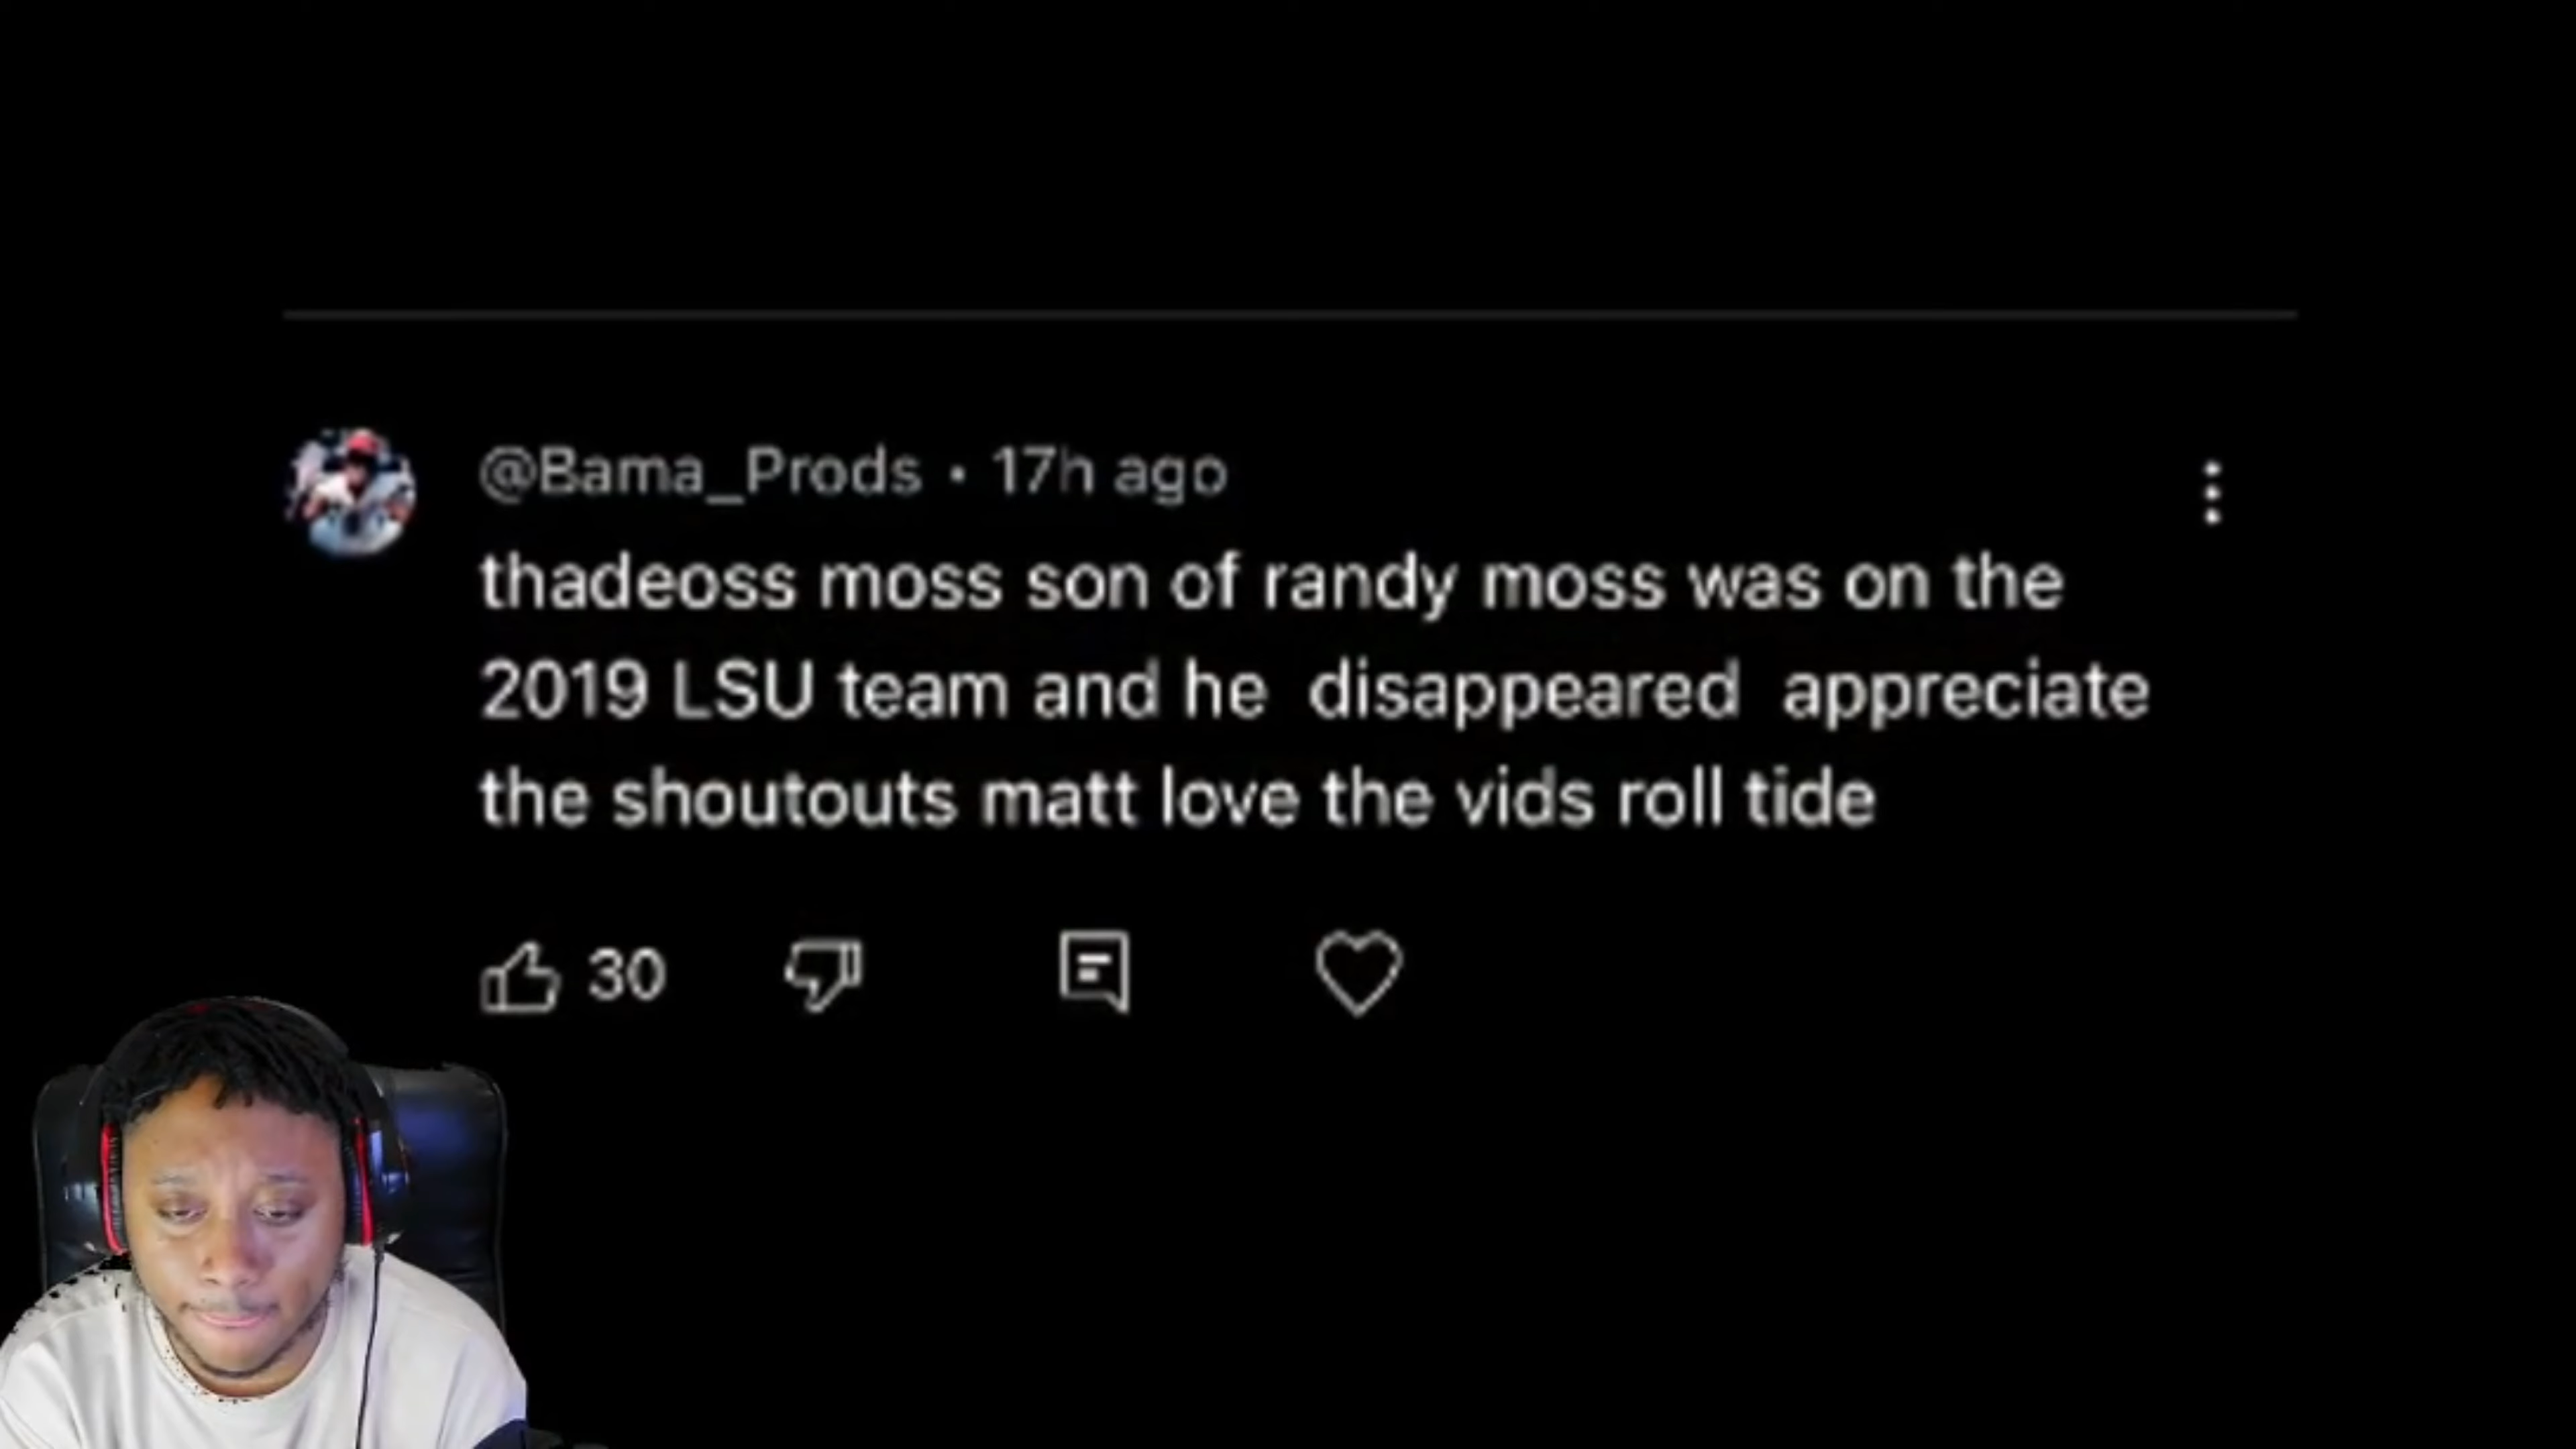 @Bama_Prods • 17h ago
thadeoss moss son of randy moss was on the
2019 LSU team and he  disappeared  appreciate
the shoutouts matt love the vids roll tide
30